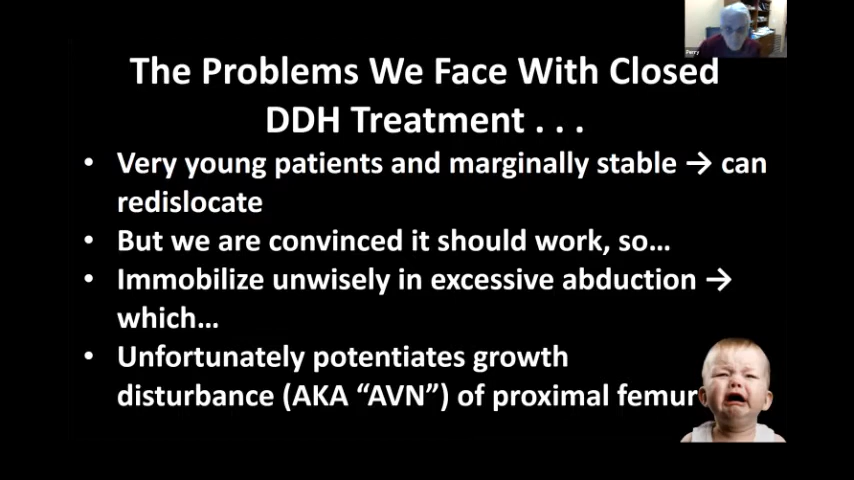 The Problems We Face With Closed
DDH Treatment . . .
• Very young patients and marginally stable → can
redislocate
• But we are convinced it should work, so...
• Immobilize unwisely in excessive abduction →
which...
• Unfortunately potentiates growth
disturbance (AKA “AVN”) of proximal femur
Perry